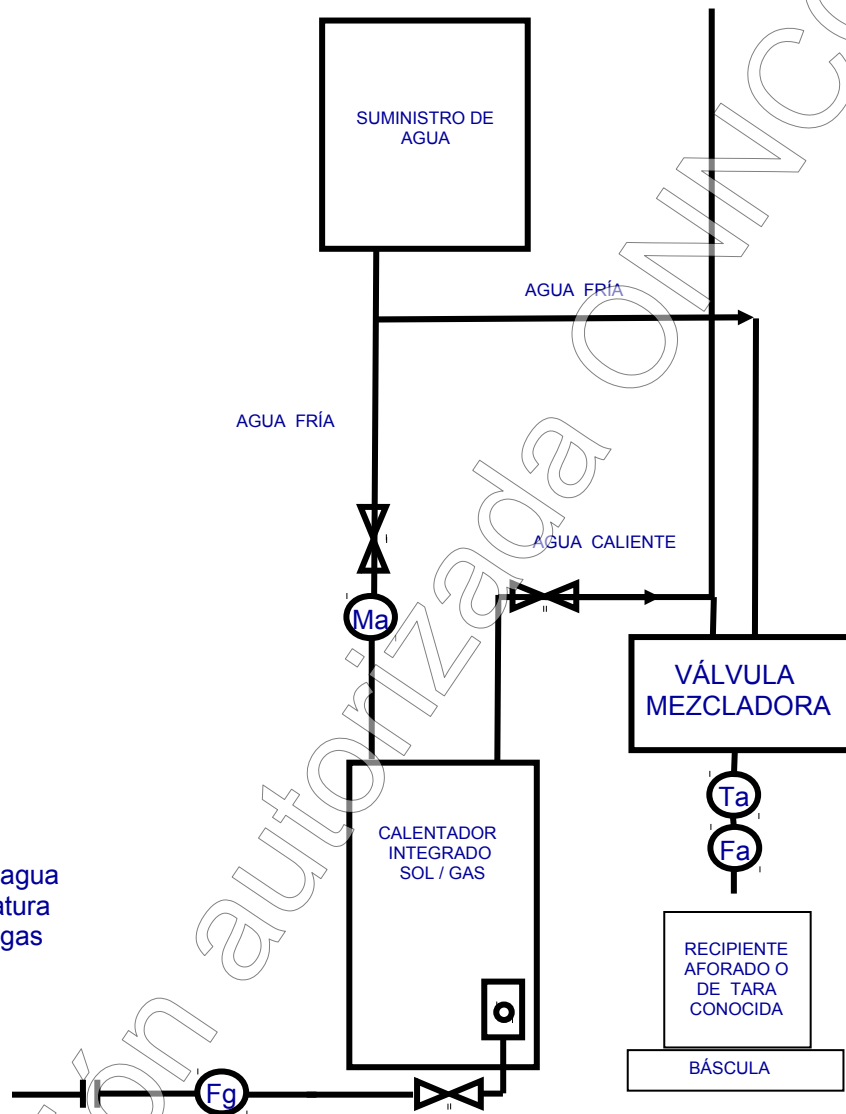 SUMINISTRO DE
AGUA
AGUA FRÍA
AGUA FRÍA
AGUA CALIENTE
Ma
VÁLVULA
MEZCLADORA
Ta
Fa
CALENTADOR
INTEGRADO
SOL / GAS
agua
gas
RECIPIENTE
AFORADO O
DE TARA
CONOCIDA
BÁSCULA
Fg
autorizada